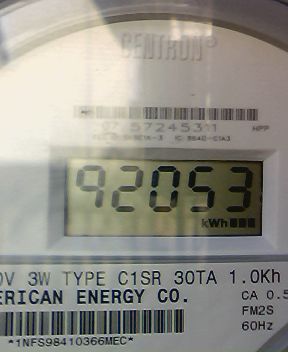 CENTRON®
57245311
92053
kWh
0V 3W TYPE C1SR 30TA 1.0Kh
ERICAN ENERGY CO.
CA 0.5
FM2S
60Hz
*1NFS98410366MEC*